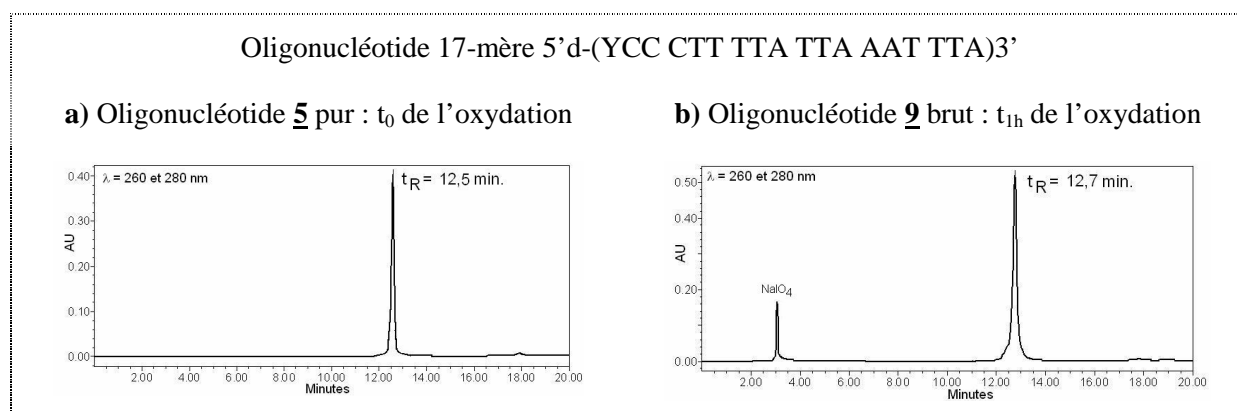 Oligonucléotide 17-mère 5’d-(YCC CTT TTA TTA AAT TTA)3’
a) Oligonucléotide 5 pur : t0 de l’oxydation
b) Oligonucléotide 9 brut : t1h de l’oxydation
λ = 260 et 280 nm
tR = 12,5 min.
0.40
0.30
AU
0.20
0.10
0.00
2.00 4.00 6.00 8.00 10.00 12.00 14.00 16.00 18.00 20.00
Minutes
λ = 260 et 280 nm
tR = 12,7 min.
0.50
0.40
AU
0.20
0.00
NaIO4
2.00 4.00 6.00 8.00 10.00 12.00 14.00 16.00 18.00 20.00
Minutes